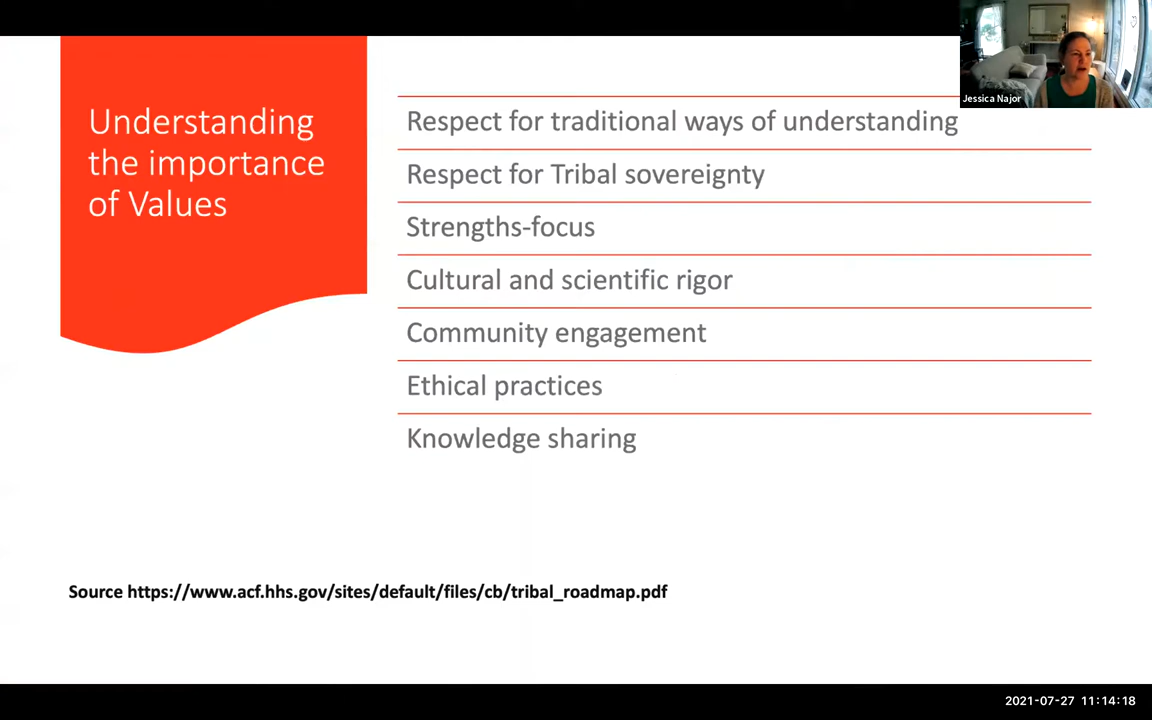 Understanding
the importance
of Values
Respect for traditional ways of understanding
Respect for Tribal sovereignty
Strengths-focus
Cultural and scientific rigor
Community engagement
Ethical practices
Knowledge sharing
Source https://www.acf.hhs.gov/sites/default/files/cb/tribal_roadmap.pdf
Jessica Najor
2021-07-27 11:14:18